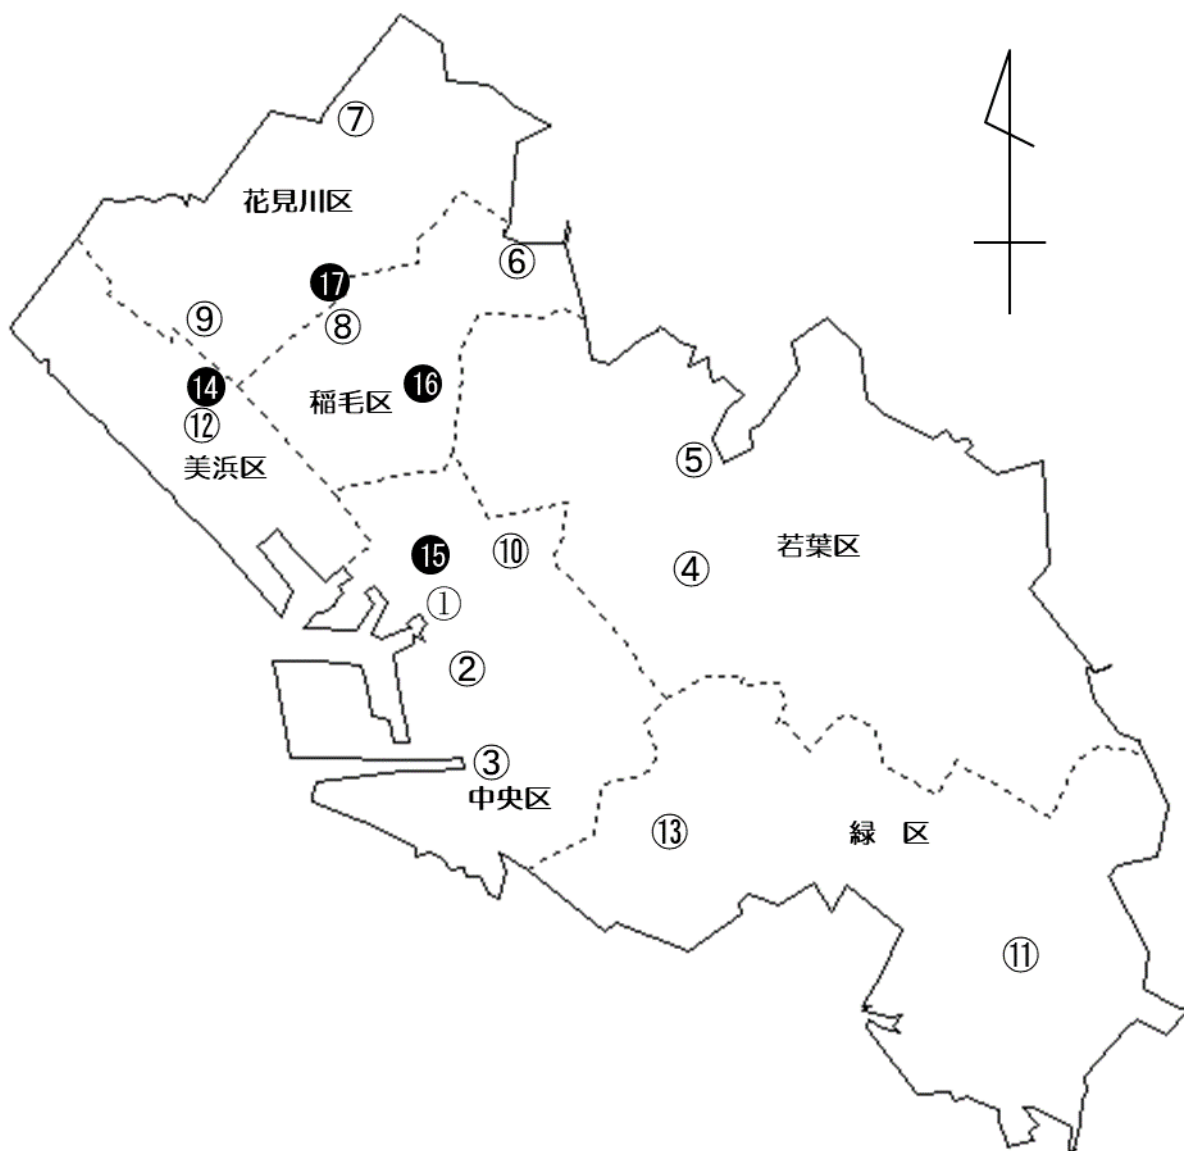 ⑦
花見川区
⑥
⓱
⑨
⑧
⓮
⓰
稲毛区
⑫
美浜区
⑤
⓯
⑩
若葉区
④
①
②
③
中央区
⑬
緑　区
⑪